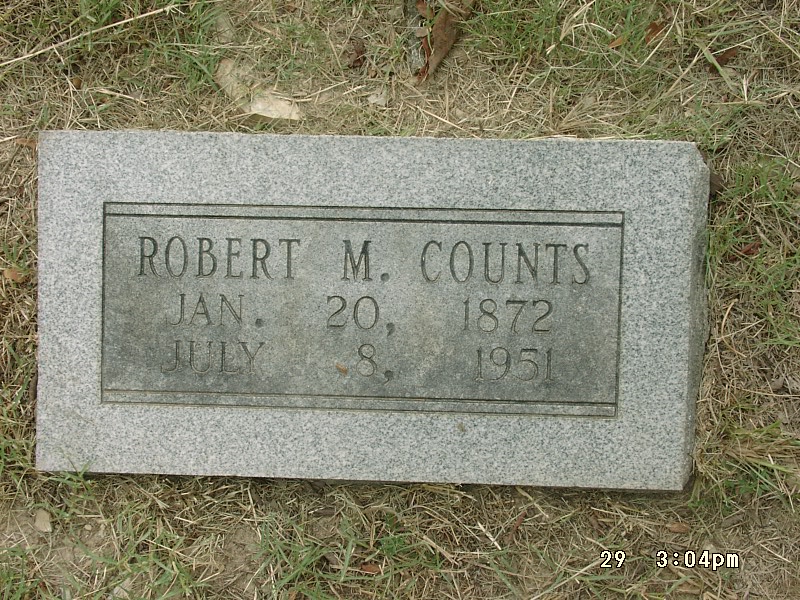 ROBERT M. COUNTS
JAN. 20, 1872
JULY 8, 1951
29 3:04pm